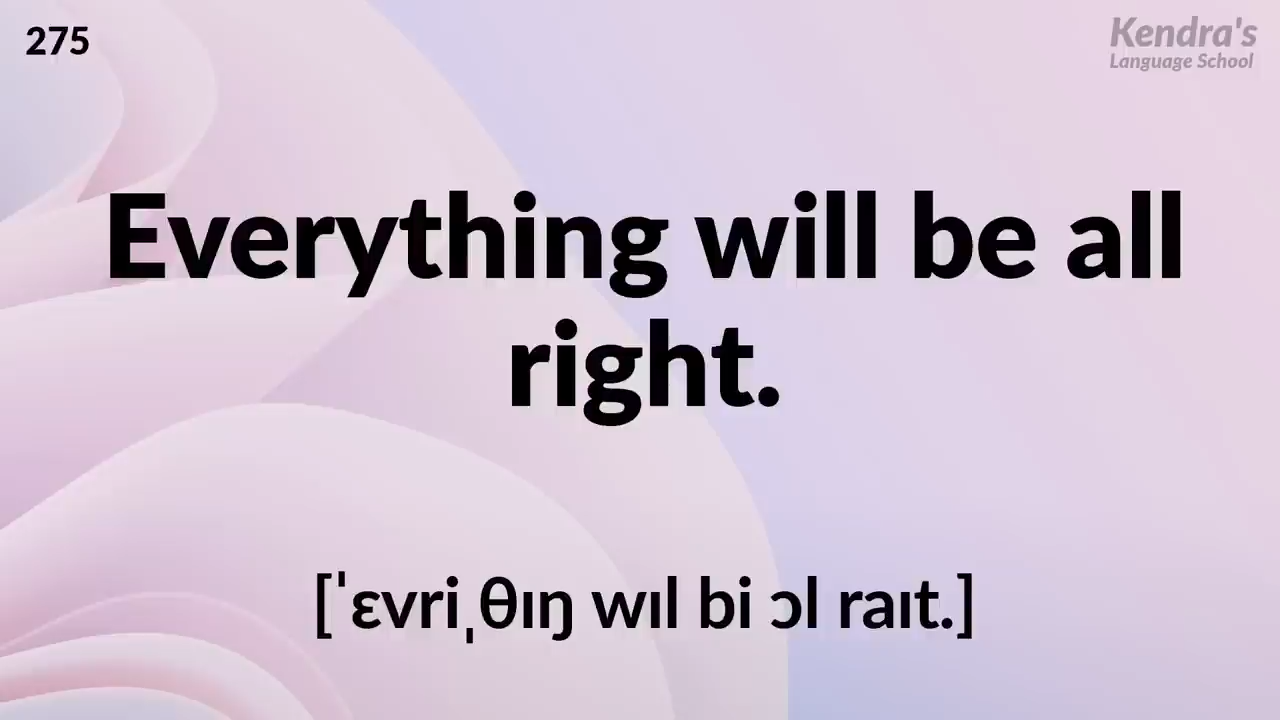 275
Kendra's
Language School
Everything will be all
right.
[ˈɛvriˌθɪŋ wɪl bi ɔl raɪt.]